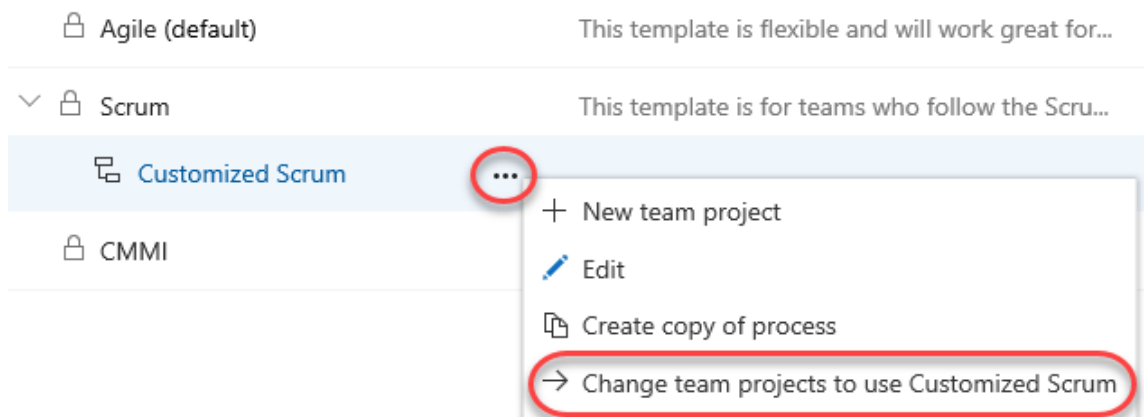 Agile (default) This template is flexible and will work great for...
Scrum This template is for teams who follow the Scru...
Customized Scrum ...
New team project
CMMI
Edit
Create copy of process
Change team projects to use Customized Scrum